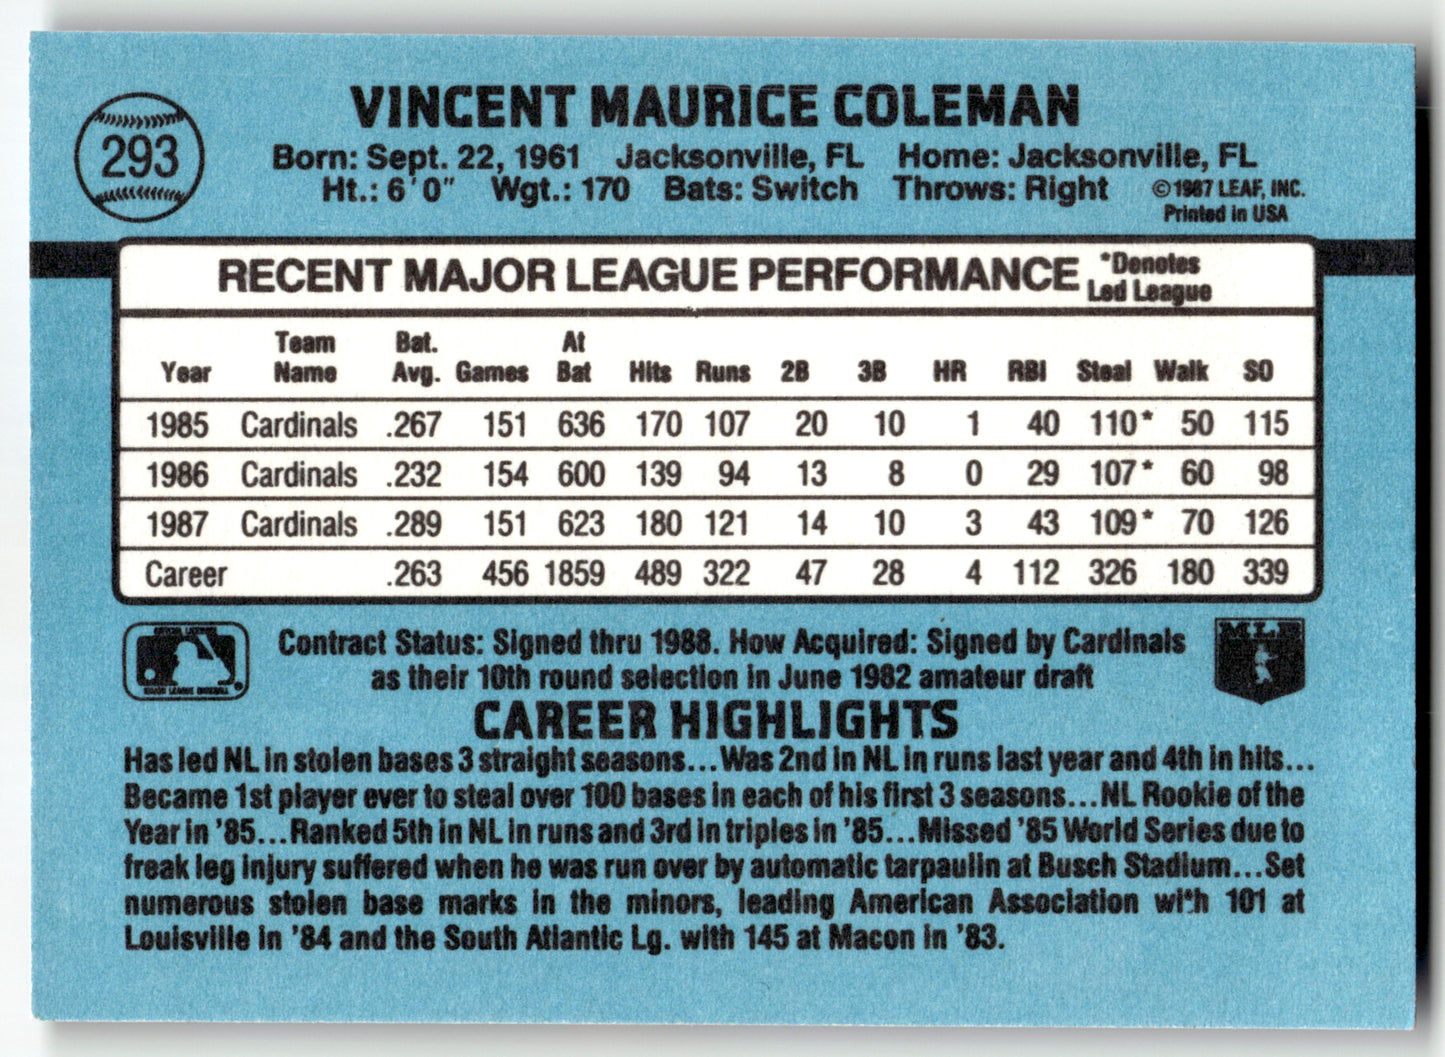 293
VINCENT MAURICE COLEMAN
Born: Sept. 22, 1961 Jacksonville, FL Home: Jacksonville, FL
Ht.: 6'0" Wgt.: 170 Bats: Switch Throws: Right ©1987 LEAF, INC.
Printed in USA
RECENT MAJOR LEAGUE PERFORMANCE *Denotes Led League
Year Team Name Bat. Avg. Games At Bat Hits Runs 2B 3B HR RBI Steal Walk SO
1985 Cardinals .267 151 636 170 107 20 10 1 40 110* 50 115
1986 Cardinals .232 154 600 139 94 13 8 0 29 107* 60 98
1987 Cardinals .289 151 623 180 121 14 10 3 43 109* 70 126
Career .263 456 1859 489 322 47 28 4 112 326 180 339
Contract Status: Signed thru 1988. How Acquired: Signed by Cardinals
as their 10th round selection in June 1982 amateur draft
MAJOR LEAGUE BASEBALL
MLB
CAREER HIGHLIGHTS
Has led NL in stolen bases 3 straight seasons...Was 2nd in NL in runs last year and 4th in hits...
Became 1st player ever to steal over 100 bases in each of his first 3 seasons...NL Rookie of the
Year in '85...Ranked 5th in NL in runs and 3rd in triples in '85...Missed '85 World Series due to
freak leg injury suffered when he was run over by automatic tarpaulin at Busch Stadium...Set
numerous stolen base marks in the minors, leading American Association with 101 at
Louisville in '84 and the South Atlantic Lg. with 145 at Macon in '83.